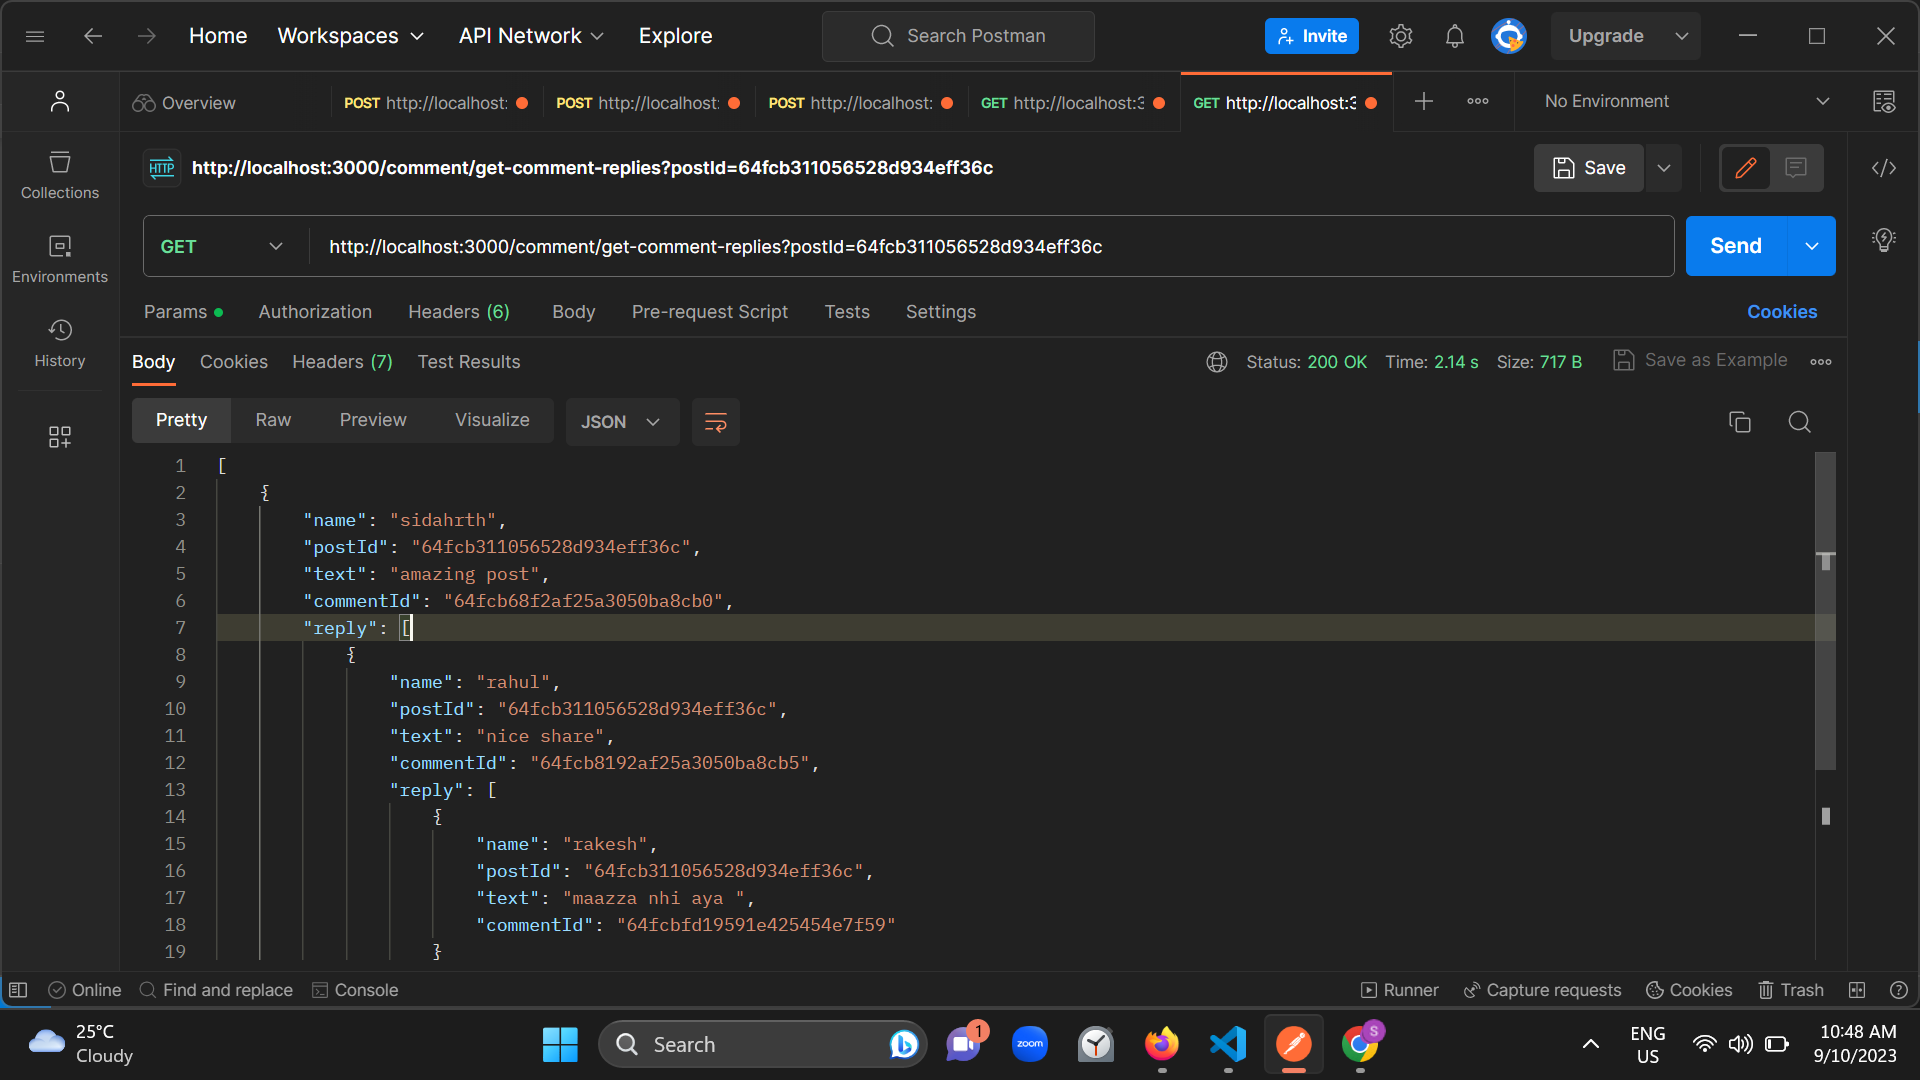 Home Workspaces API Network Explore Search Postman Invite Upgrade
Overview POST http://localhost: POST http://localhost: POST http://localhost: GET http://localhost:3 GET http://localhost:3 No Environment
HTTP http://localhost:3000/comment/get-comment-replies?postId=64fcb311056528d934eff36c Save
Collections
GET http://localhost:3000/comment/get-comment-replies?postId=64fcb311056528d934eff36c Send
Environments
Params Authorization Headers (6) Body Pre-request Script Tests Settings Cookies
History
Body Cookies Headers (7) Test Results Status: 200 OK Time: 2.14 s Size: 717 B Save as Example
Pretty Raw Preview Visualize JSON
1 [
2 {
3 "name": "sidahrth",
4 "postId": "64fcb311056528d934eff36c",
5 "text": "amazing post",
6 "commentId": "64fcb68f2af25a3050ba8cb0",
7 "reply": [
8 {
9 "name": "rahul",
10 "postId": "64fcb311056528d934eff36c",
11 "text": "nice share",
12 "commentId": "64fcb8192af25a3050ba8cb5",
13 "reply": [
14 {
15 "name": "rakesh",
16 "postId": "64fcb311056528d934eff36c",
17 "text": "maazza nhi aya ",
18 "commentId": "64fcbfd19591e425454e7f59"
19 }
Online Find and replace Console Runner Capture requests Cookies Trash
25°C
Cloudy
Search
1
zoom
S
ENG
US
10:48 AM
9/10/2023